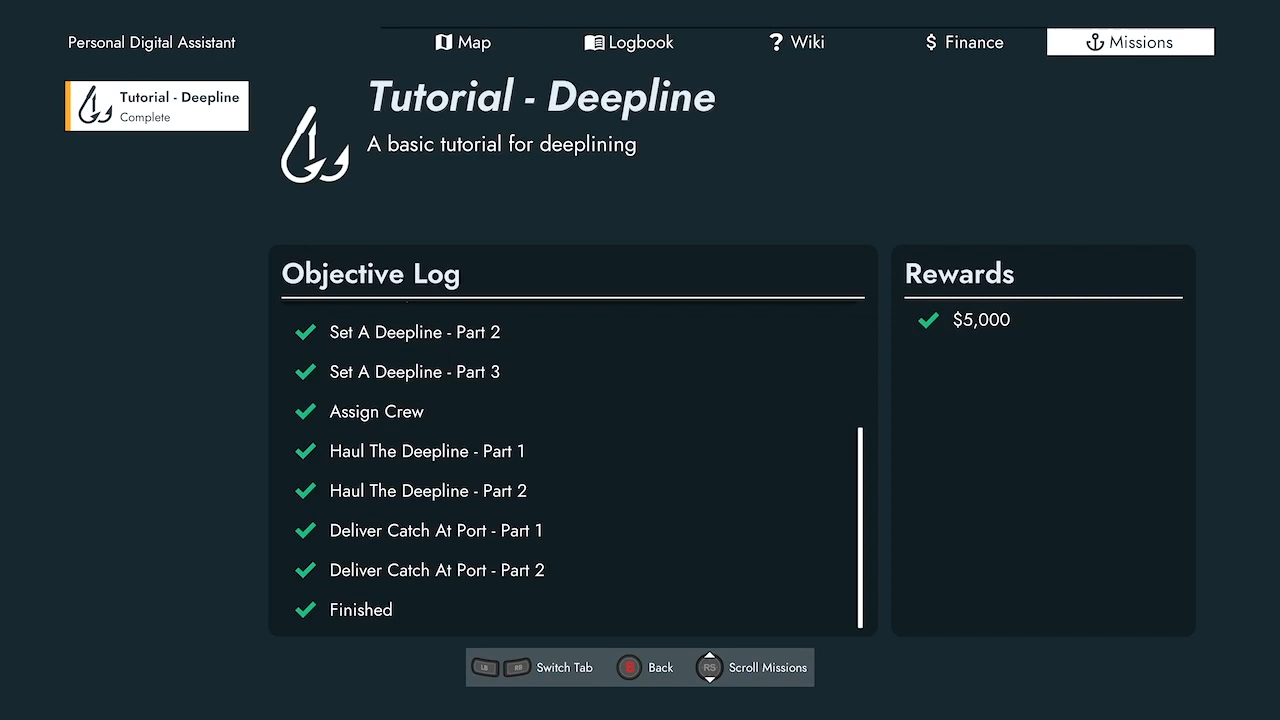 Personal Digital Assistant
Map
Logbook
Wiki
Finance
Missions
Tutorial - Deepline
Complete
Tutorial - Deepline
A basic tutorial for deeplining
Objective Log
Set A Deepline - Part 2
Set A Deepline - Part 3
Assign Crew
Haul The Deepline - Part 1
Haul The Deepline - Part 2
Deliver Catch At Port - Part 1
Deliver Catch At Port - Part 2
Finished
Rewards
$5,000
LB RB Switch Tab
B Back
RS Scroll Missions